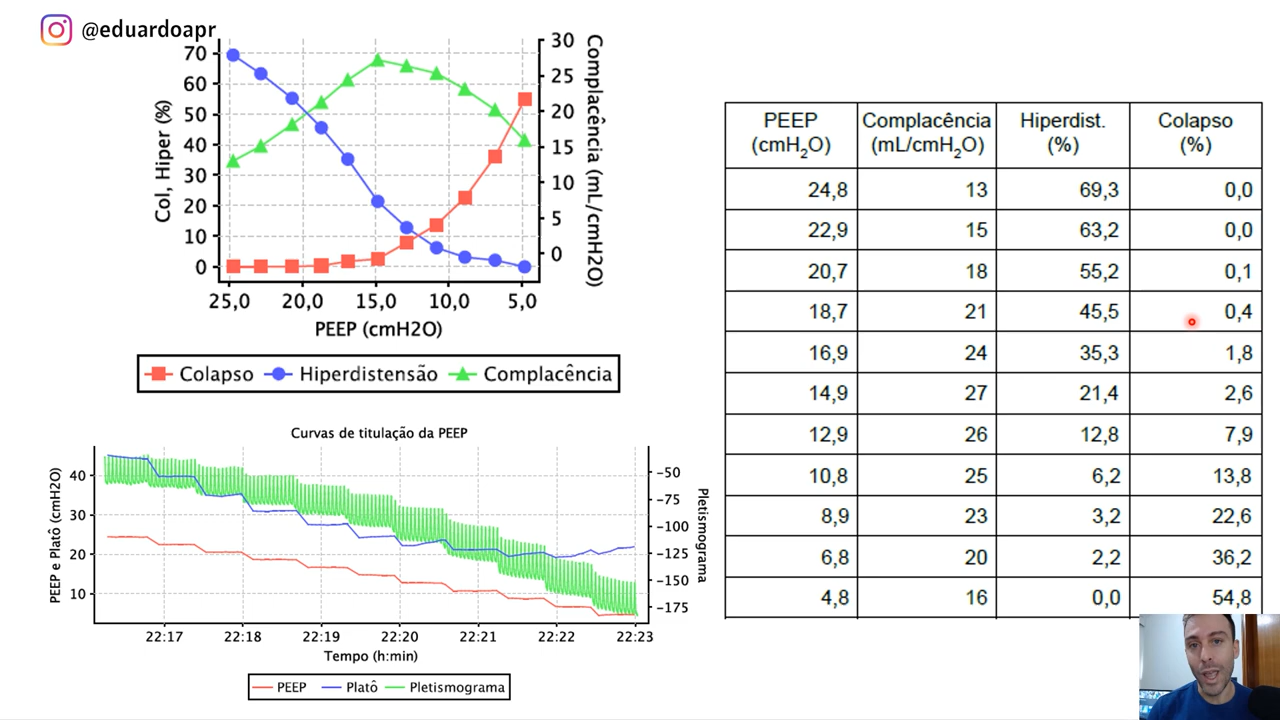 @eduardoapr
70
60
50
40
30
20
10
0
Col, Hiper (%)
30
25
20
15
10
5
0
Complacência (mL/cmH2O)
25,0 20,0 15,0 10,0 5,0
PEEP (cmH2O)
Colapso Hiperdistensão Complacência
Curvas de titulação da PEEP
40
30
20
10
PEEP e Platô (cmH2O)
-50
-75
-100
-125
-150
-175
Pletismograma
22:17 22:18 22:19 22:20 22:21 22:22 22:23
Tempo (h:min)
PEEP Platô Pletismograma
PEEP Complacência Hiperdist. Colapso
(cmH2O) (mL/cmH2O) (%) (%)
24,8 13 69,3 0,0
22,9 15 63,2 0,0
20,7 18 55,2 0,1
18,7 21 45,5 0,4
16,9 24 35,3 1,8
14,9 27 21,4 2,6
12,9 26 12,8 7,9
10,8 25 6,2 13,8
8,9 23 3,2 22,6
6,8 20 2,2 36,2
4,8 16 0,0 54,8